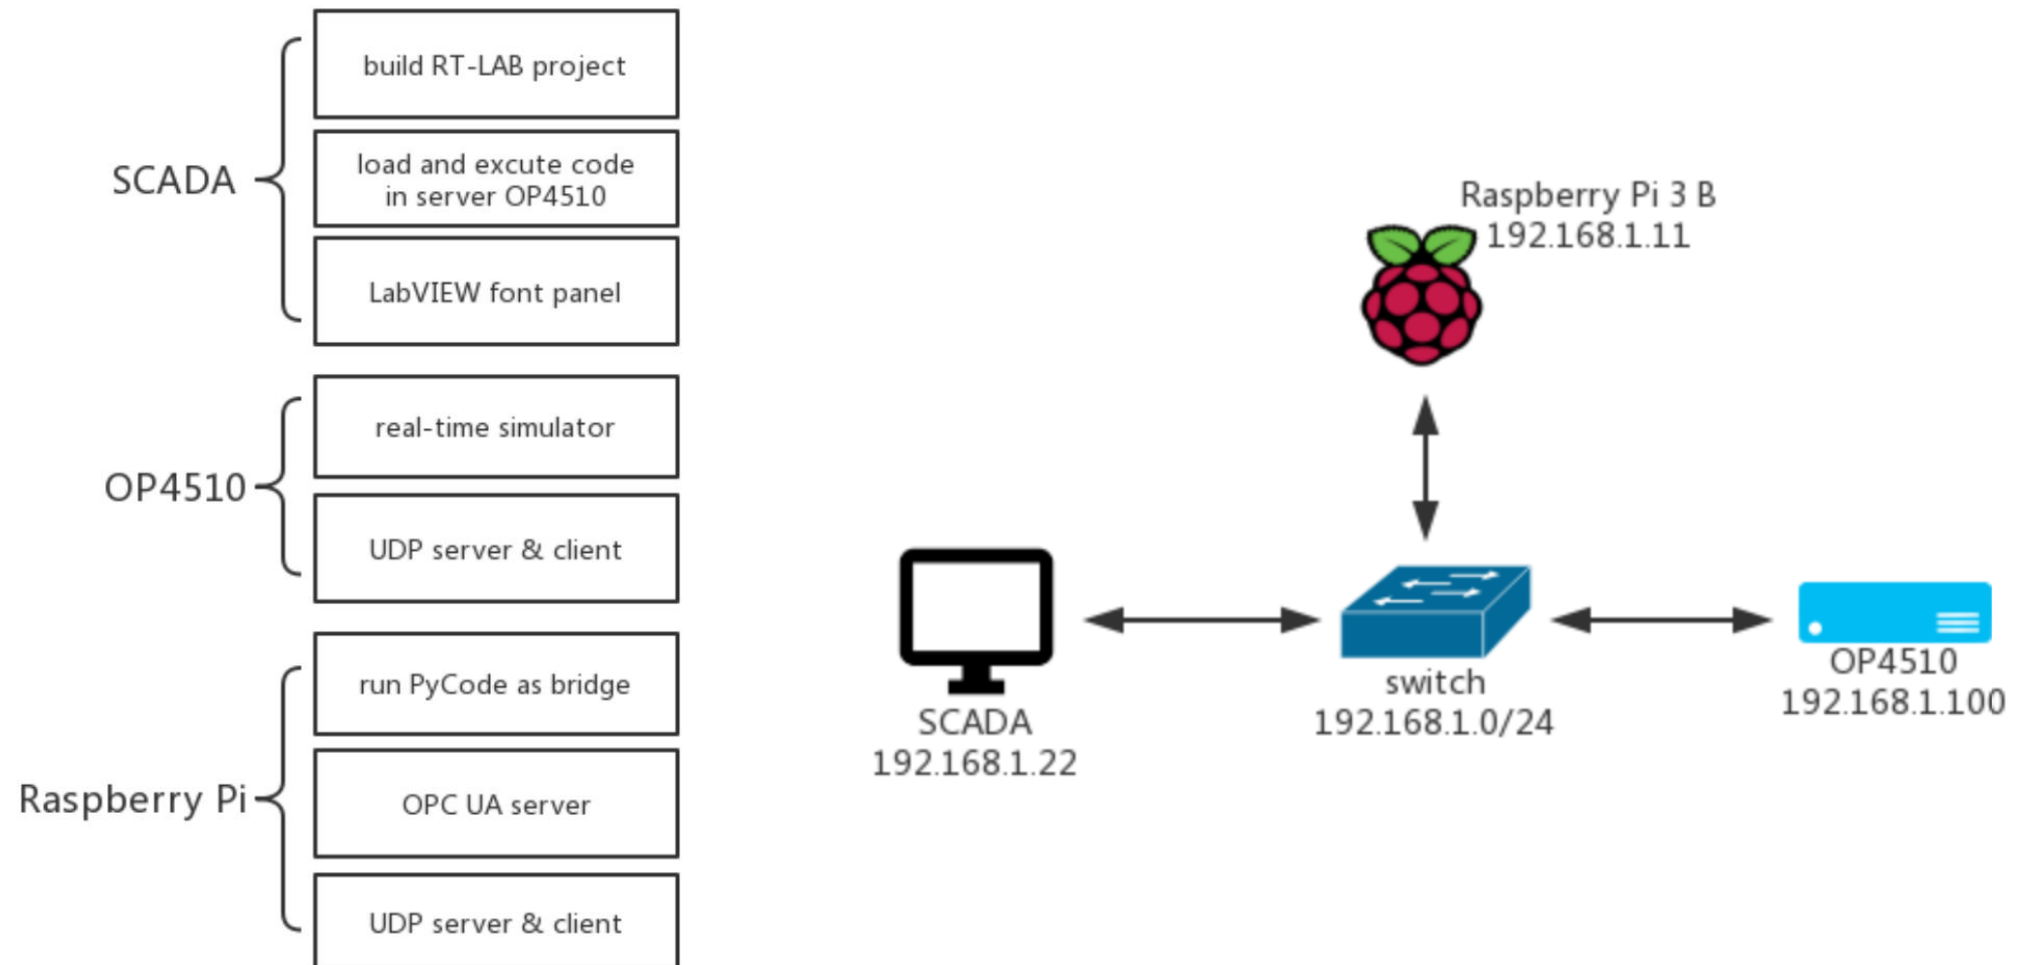 build RT-LAB project
SCADA
load and excute code
in server OP4510
LabVIEW font panel
OP4510
real-time simulator
UDP server & client
Raspberry Pi
run PyCode as bridge
OPC UA server
UDP server & client
Raspberry Pi 3 B
192.168.1.11
SCADA
192.168.1.22
switch
192.168.1.0/24
OP4510
192.168.1.100